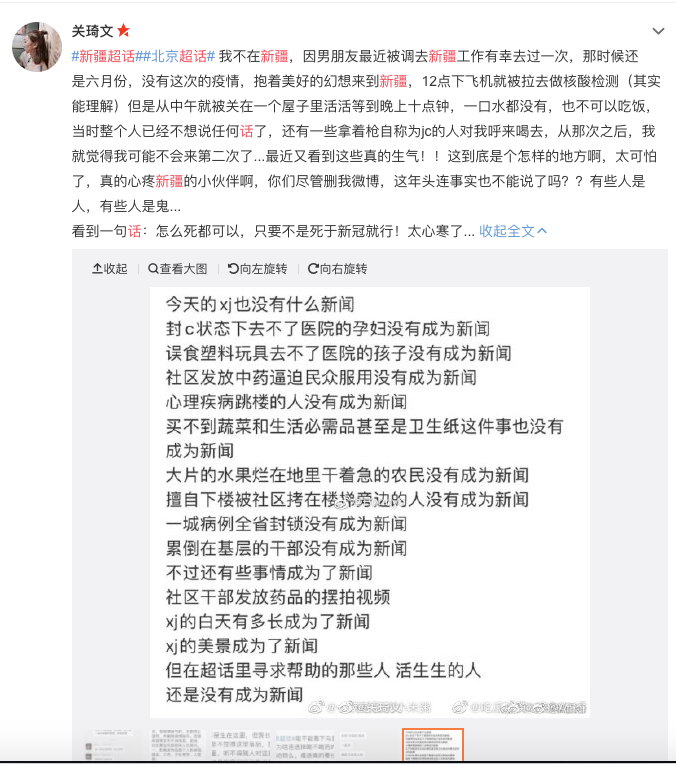 关琦文
#新疆超话##北京超话# 我不在新疆，因男朋友最近被调去新疆工作有幸去过一次，那时候还
是六月份，没有这次的疫情，抱着美好的幻想来到新疆，12点下飞机就被拉去做核酸检测（其实
能理解）但是从中午就被关在一个屋子里活活等到晚上十点钟，一口水都没有，也不可以吃饭，
当时整个人已经不想说任何话了，还有一些拿着枪自称为jc的人对我呼来喝去，从那次之后，我
就觉得我可能不会来第二次了...最近又看到这些真的生气！！这到底是个怎样的地方啊，太可怕
了，真的心疼新疆的小伙伴啊，你们尽管删我微博，这年头连事实也不能说了吗？？有些人是
人，有些人是鬼...
看到一句话：怎么死都可以，只要不是死于新冠就行！太心寒了... 收起全文
收起 查看大图 向左旋转 向右旋转
今天的xj也没有什么新闻
封c状态下去不了医院的孕妇没有成为新闻
误食塑料玩具去不了医院的孩子没有成为新闻
社区发放中药逼迫民众服用没有成为新闻
心理疾病跳楼的人没有成为新闻
买不到蔬菜和生活必需品甚至是卫生纸这件事也没有
成为新闻
大片的水果烂在地里干着急的农民没有成为新闻
擅自下楼被社区拷在楼梯旁边的人没有成为新闻
一城病例全省封锁没有成为新闻
累倒在基层的干部没有成为新闻
不过还有些事情成为了新闻
社区干部发放药品的摆拍视频
xj的白天有多长成为了新闻
xj的美景成为了新闻
但在超话里寻求帮助的那些人 活生生的人
还是没有成为新闻